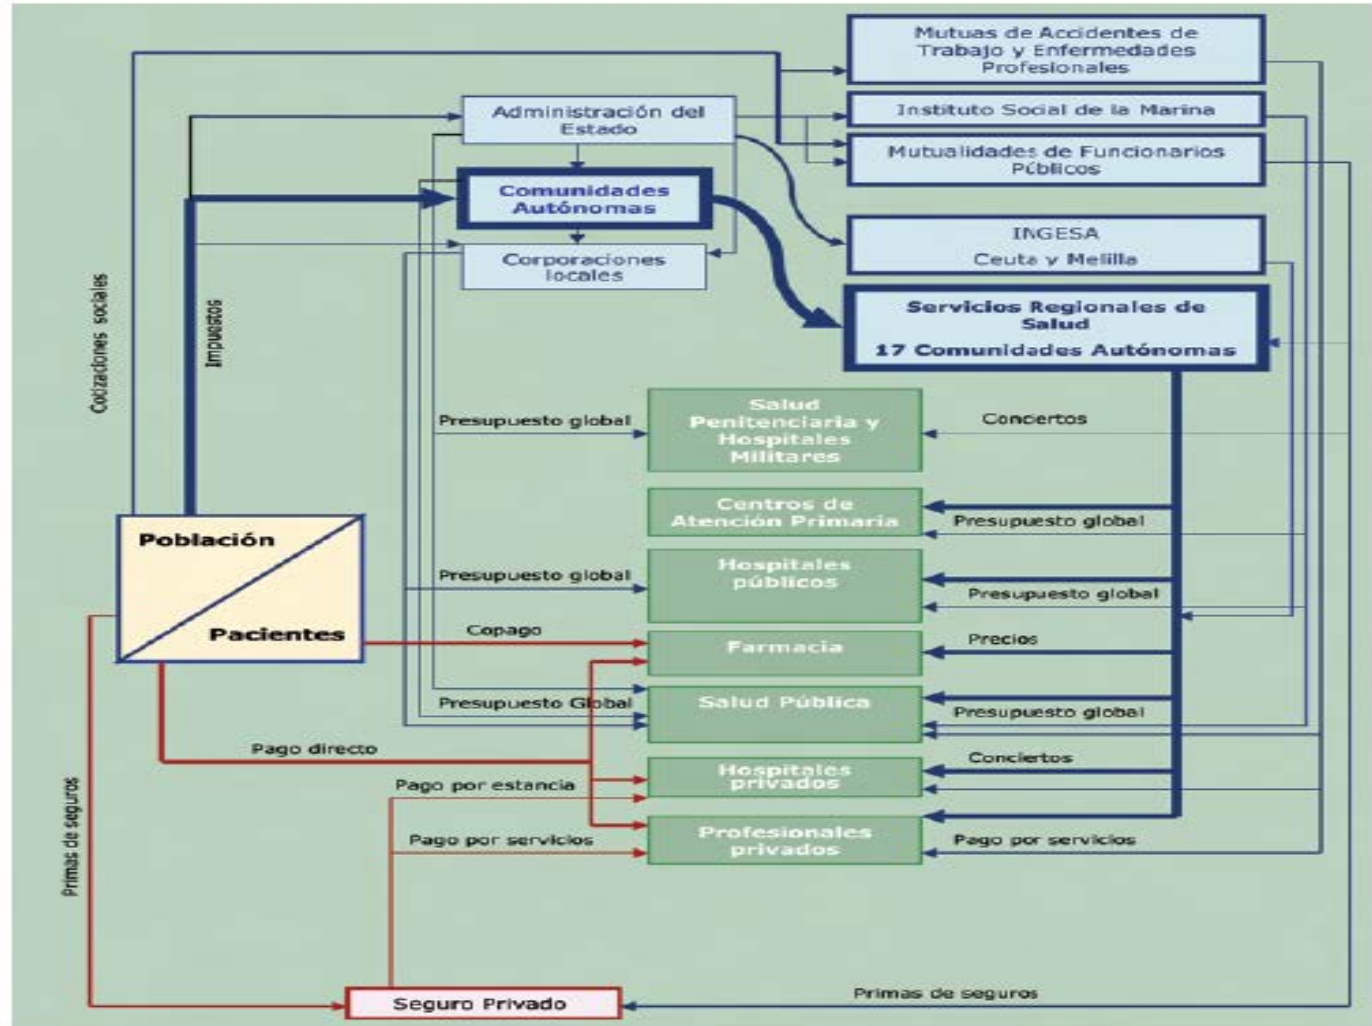 Mutuas de Accidentes de
Trabajo y Enfermedades
Profesionales
Administración del
Estado
Instituto Social de la Marina
Mutualidades de Funcionarios
Públicos
Comunidades
Autónomas
INGESA
Ceuta y Melilla
Corporaciones
locales
Cotizaciones sociales
Impuestos
Servicios Regionales de
Salud
17 Comunidades Autónomas
Presupuesto global
Salud
Penitenciaria y
Hospitales
Militares
Conciertos
Centros de
Atención Primaria
Presupuesto global
Población
Pacientes
Presupuesto global
Hospitales
públicos
Presupuesto global
Copago
Farmacia
Precios
Presupuesto Global
Salud Pública
Presupuesto global
Pago directo
Pago por estancia
Hospitales
privados
Conciertos
Pago por servicios
Profesionales
privados
Pago por servicios
Primas de seguros
Seguro Privado
Primas de seguros